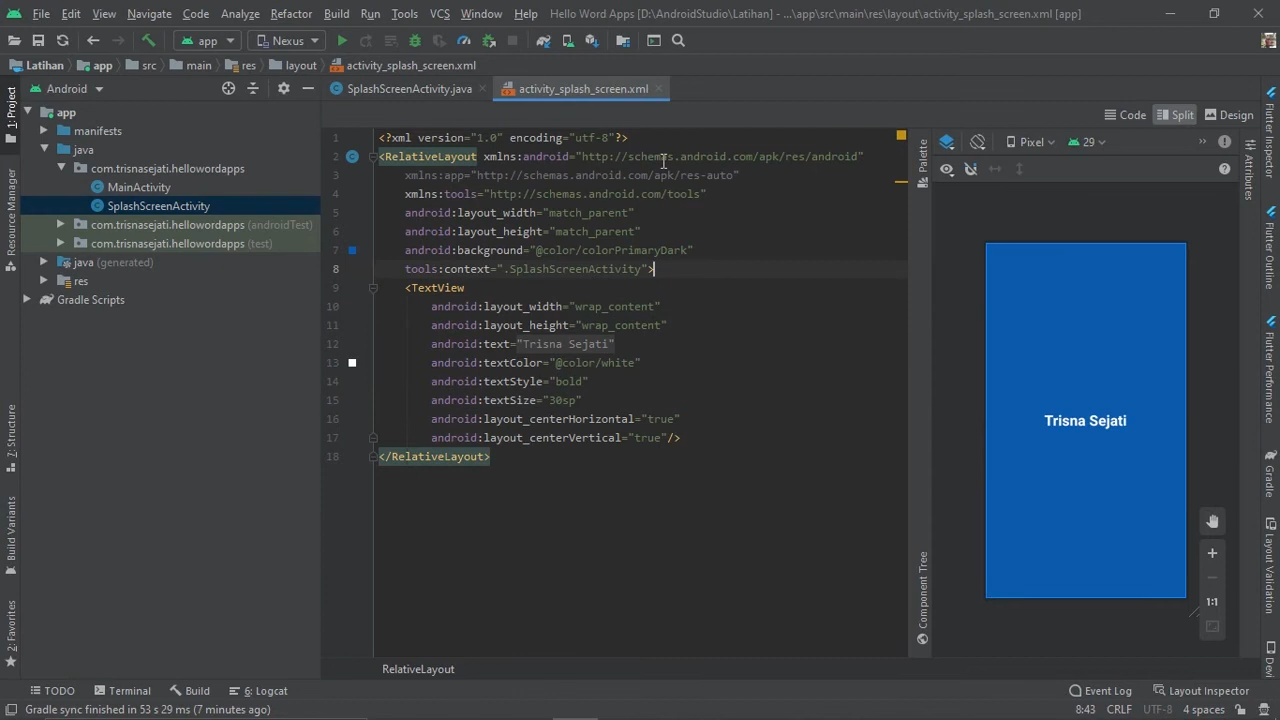 File Edit View Navigate Code Analyze Refactor Build Run Tools VCS Window Help Hello Word Apps [D:\AndroidStudio\Latihan] - ...\app\src\main\res\layout\activity_splash_screen.xml [app]
app Nexus
Latihan app src main res layout activity_splash_screen.xml
Android
SplashScreenActivity.java
activity_splash_screen.xml
Code Split Design
1: Project
Resource Manager
Z: Structure
Build Variants
2: Favorites
app
manifests
java
com.trisnasejati.hellowordapps
MainActivity
SplashScreenActivity
com.trisnasejati.hellowordapps (androidTest)
com.trisnasejati.hellowordapps (test)
java (generated)
res
Gradle Scripts
1 <?xml version="1.0" encoding="utf-8"?>
2 <RelativeLayout xmlns:android="http://schemas.android.com/apk/res/android"
3 xmlns:app="http://schemas.android.com/apk/res-auto"
4 xmlns:tools="http://schemas.android.com/tools"
5 android:layout_width="match_parent"
6 android:layout_height="match_parent"
7 android:background="@color/colorPrimaryDark"
8 tools:context=".SplashScreenActivity">
9 <TextView
10 android:layout_width="wrap_content"
11 android:layout_height="wrap_content"
12 android:text="Trisna Sejati"
13 android:textColor="@color/white"
14 android:textStyle="bold"
15 android:textSize="30sp"
16 android:layout_centerHorizontal="true"
17 android:layout_centerVertical="true"/>
18 </RelativeLayout>
RelativeLayout
Palette
Component Tree
Pixel 29
Trisna Sejati
1:1
Attributes
Flutter Inspector
Flutter Outline
Flutter Performance
Gradle
Layout Validation
Devi
TODO Terminal Build 6: Logcat Event Log Layout Inspector
Gradle sync finished in 53 s 29 ms (7 minutes ago) 8:43 CRLF UTF-8 4 spaces